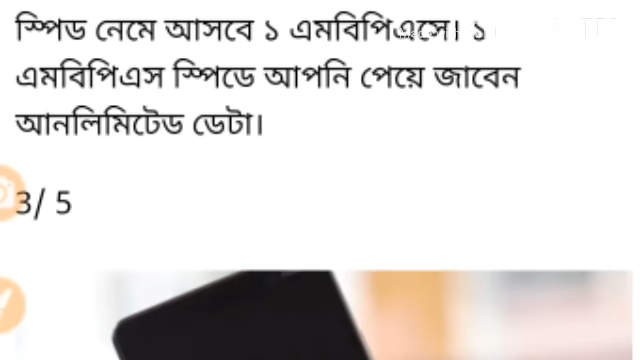 স্পিড নেমে আসবে ১ এমবিপিএসে। ১
এমবিপিএস স্পিডে আপনি পেয়ে জাবেন
আনলিমিটেড ডেটা।
3/ 5